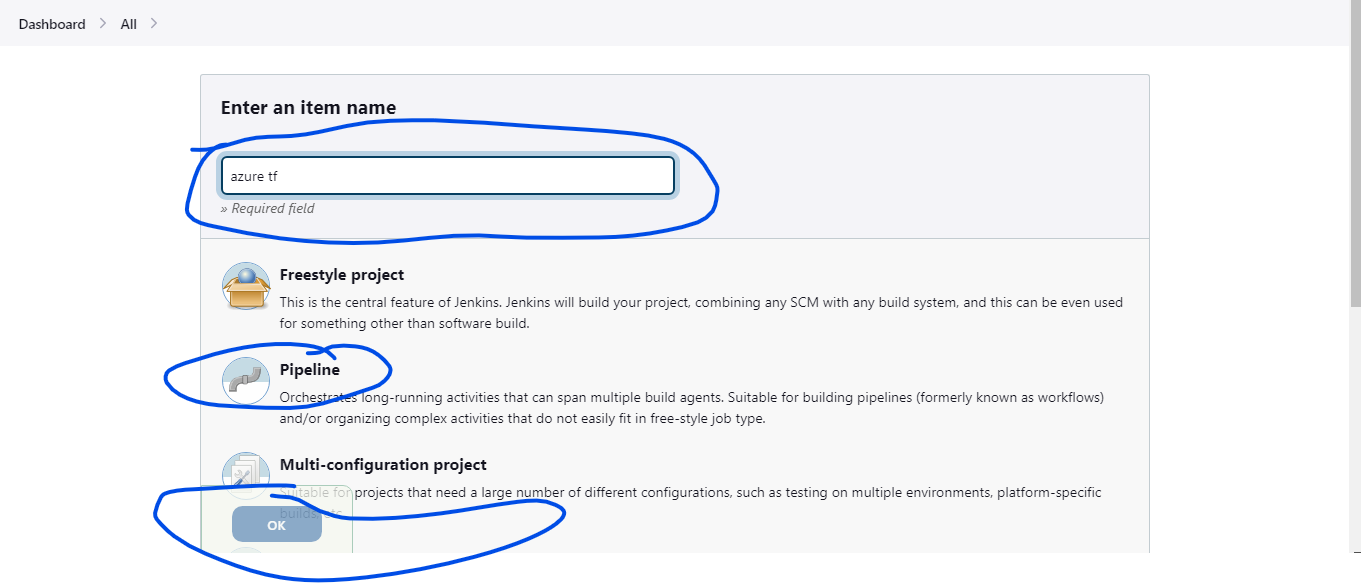 Dashboard > All >
Enter an item name
azure tf
» Required field
Freestyle project
This is the central feature of Jenkins. Jenkins will build your project, combining any SCM with any build system, and this can be even used
for something other than software build.
Pipeline
Orchestrates long-running activities that can span multiple build agents. Suitable for building pipelines (formerly known as workflows)
and/or organizing complex activities that do not easily fit in free-style job type.
Multi-configuration project
Suitable for projects that need a large number of different configurations, such as testing on multiple environments, platform-specific
builds, etc.
OK